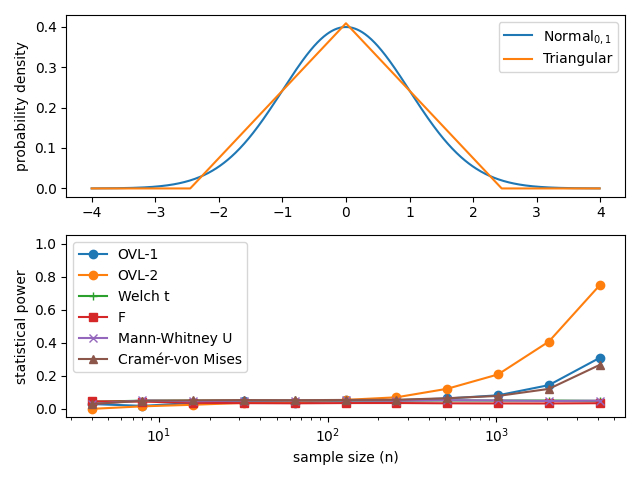 0.4
0.3
0.2
0.1
0.0
probability density
Normal₀,₁
Triangular
−4 −3 −2 −1 0 1 2 3 4
1.0
0.8
0.6
0.4
0.2
0.0
statistical power
OVL-1
OVL-2
Welch t
F
Mann-Whitney U
Cramér-von Mises
10¹ 10² 10³
sample size (n)